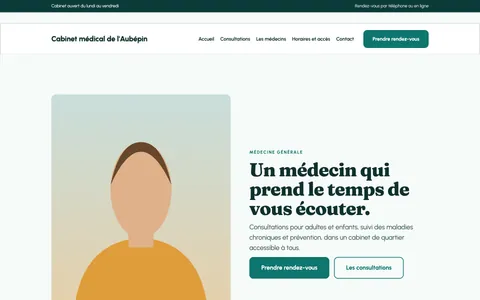 Cabinet ouvert du lundi au vendredi
Rendez-vous par téléphone ou en ligne
Cabinet médical de l'Aubépin
Accueil
Consultations
Les médecins
Horaires et accès
Contact
Prendre rendez-vous
MÉDECINE GÉNÉRALE
Un médecin qui
prend le temps de
vous écouter.
Consultations pour adultes et enfants, suivi des maladies
chroniques et prévention, dans un cabinet de quartier
accessible à tous.
Prendre rendez-vous
Les consultations